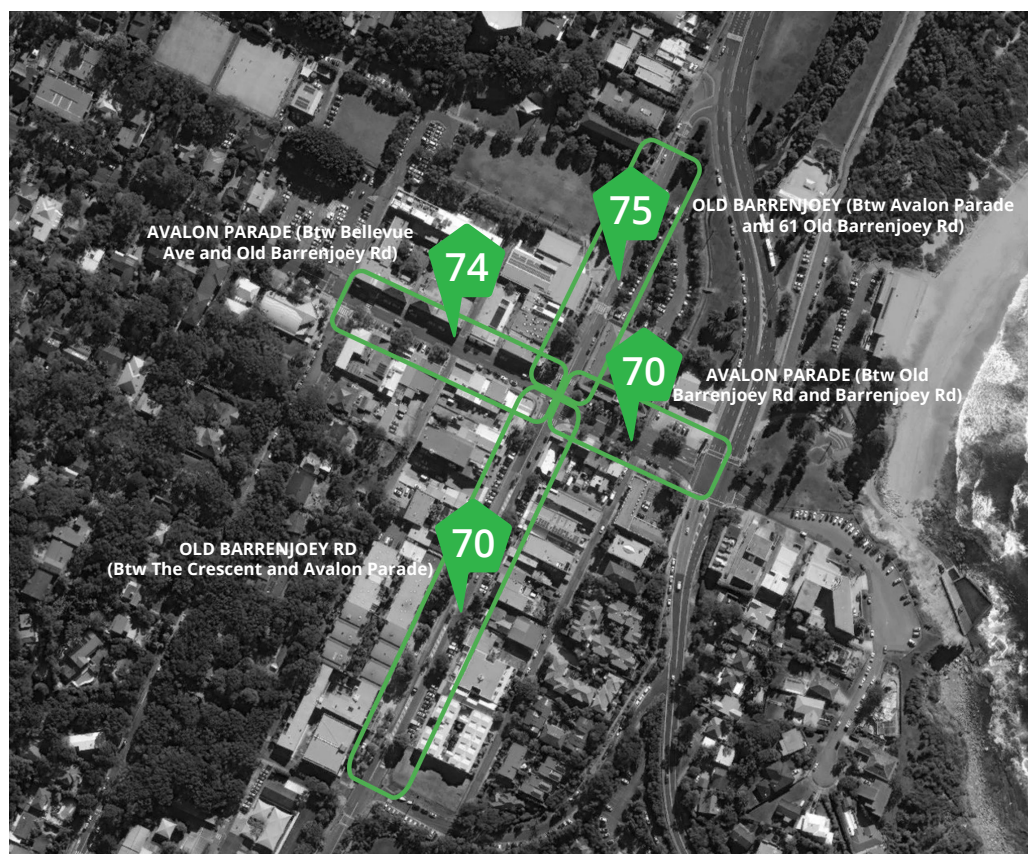 75
OLD BARRENJOEY (Btw Avalon Parade
and 61 Old Barrenjoey Rd)
AVALON PARADE (Btw Bellevue
Ave and Old Barrenjoey Rd)
74
70
AVALON PARADE (Btw Old
Barrenjoey Rd and Barrenjoey Rd)
70
OLD BARRENJOEY RD
(Btw The Crescent and Avalon Parade)